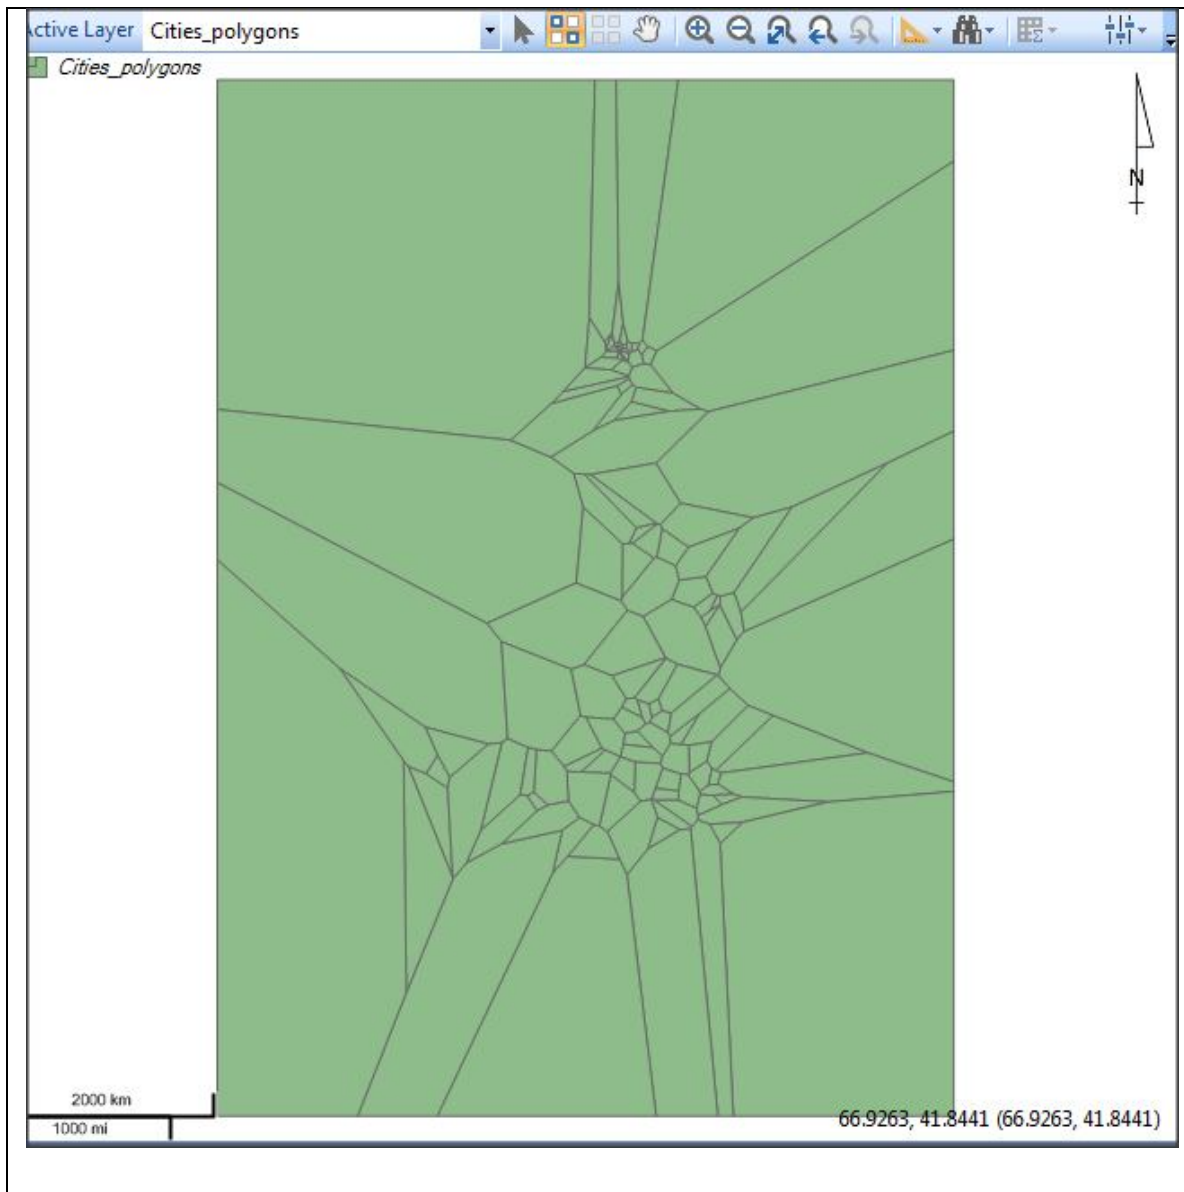 Active Layer Cities_polygons
Cities_polygons
N
2000 km
1000 mi
66.9263, 41.8441 (66.9263, 41.8441)